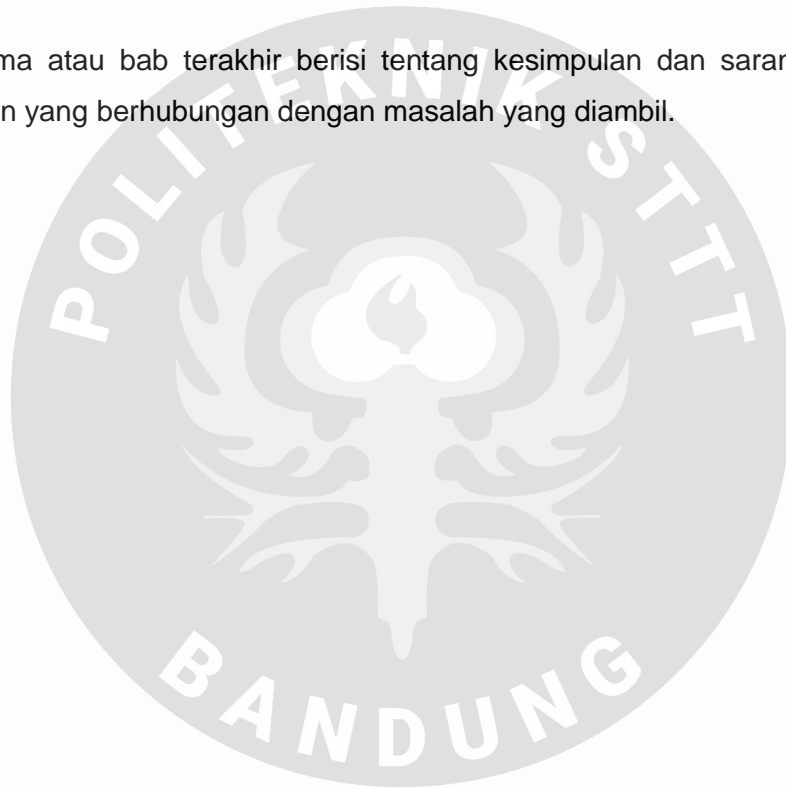 ma atau bab terakhir berisi tentang kesimpulan dan saran
n yang berhubungan dengan masalah yang diambil.
POLITEKNIK STTT
BANDUNG